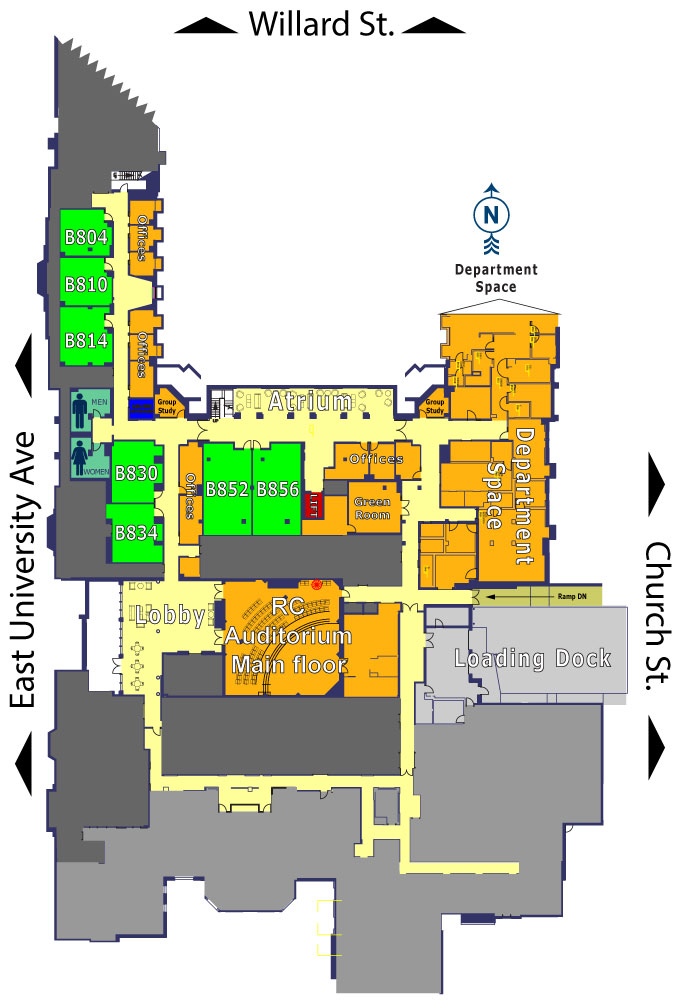 Willard St.
N
Department
Space
B804
Offices
B810
B814
Offices
MEN
Group
Study
Atrium
UP
Group
Study
WOMEN
B830
B834
Offices
B852
B856
LIFT
Offices
Green
Room
Department
Space
East University Ave
Church St.
Lobby
RC
Auditorium
Main floor
Ramp DN
Loading Dock